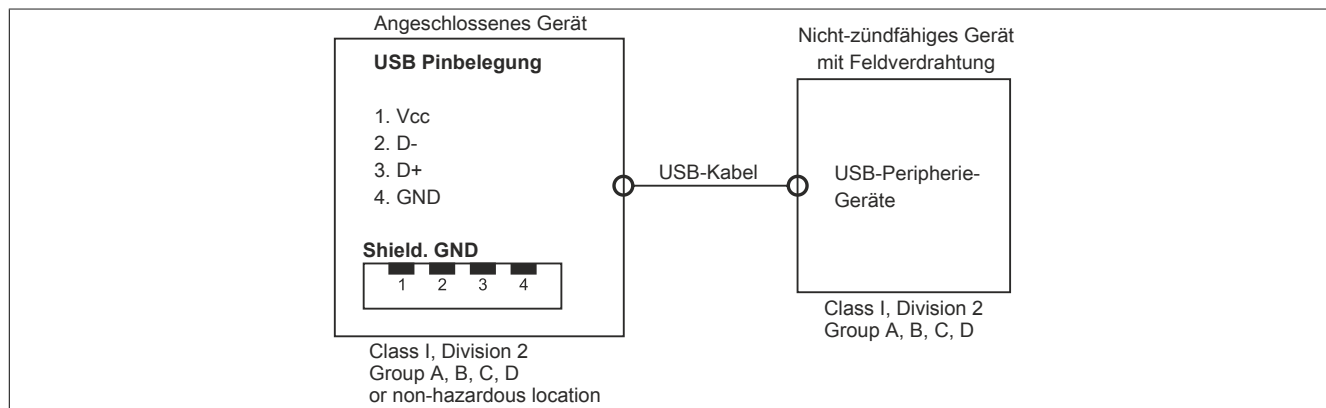 Angeschlossenes Gerät
USB Pinbelegung
1. Vcc
2. D-
3. D+
4. GND
Shield. GND
1 2 3 4
Class I, Division 2
Group A, B, C, D
or non-hazardous location
USB-Kabel
Nicht-zündfähiges Gerät
mit Feldverdrahtung
USB-Peripherie-
Geräte
Class I, Division 2
Group A, B, C, D